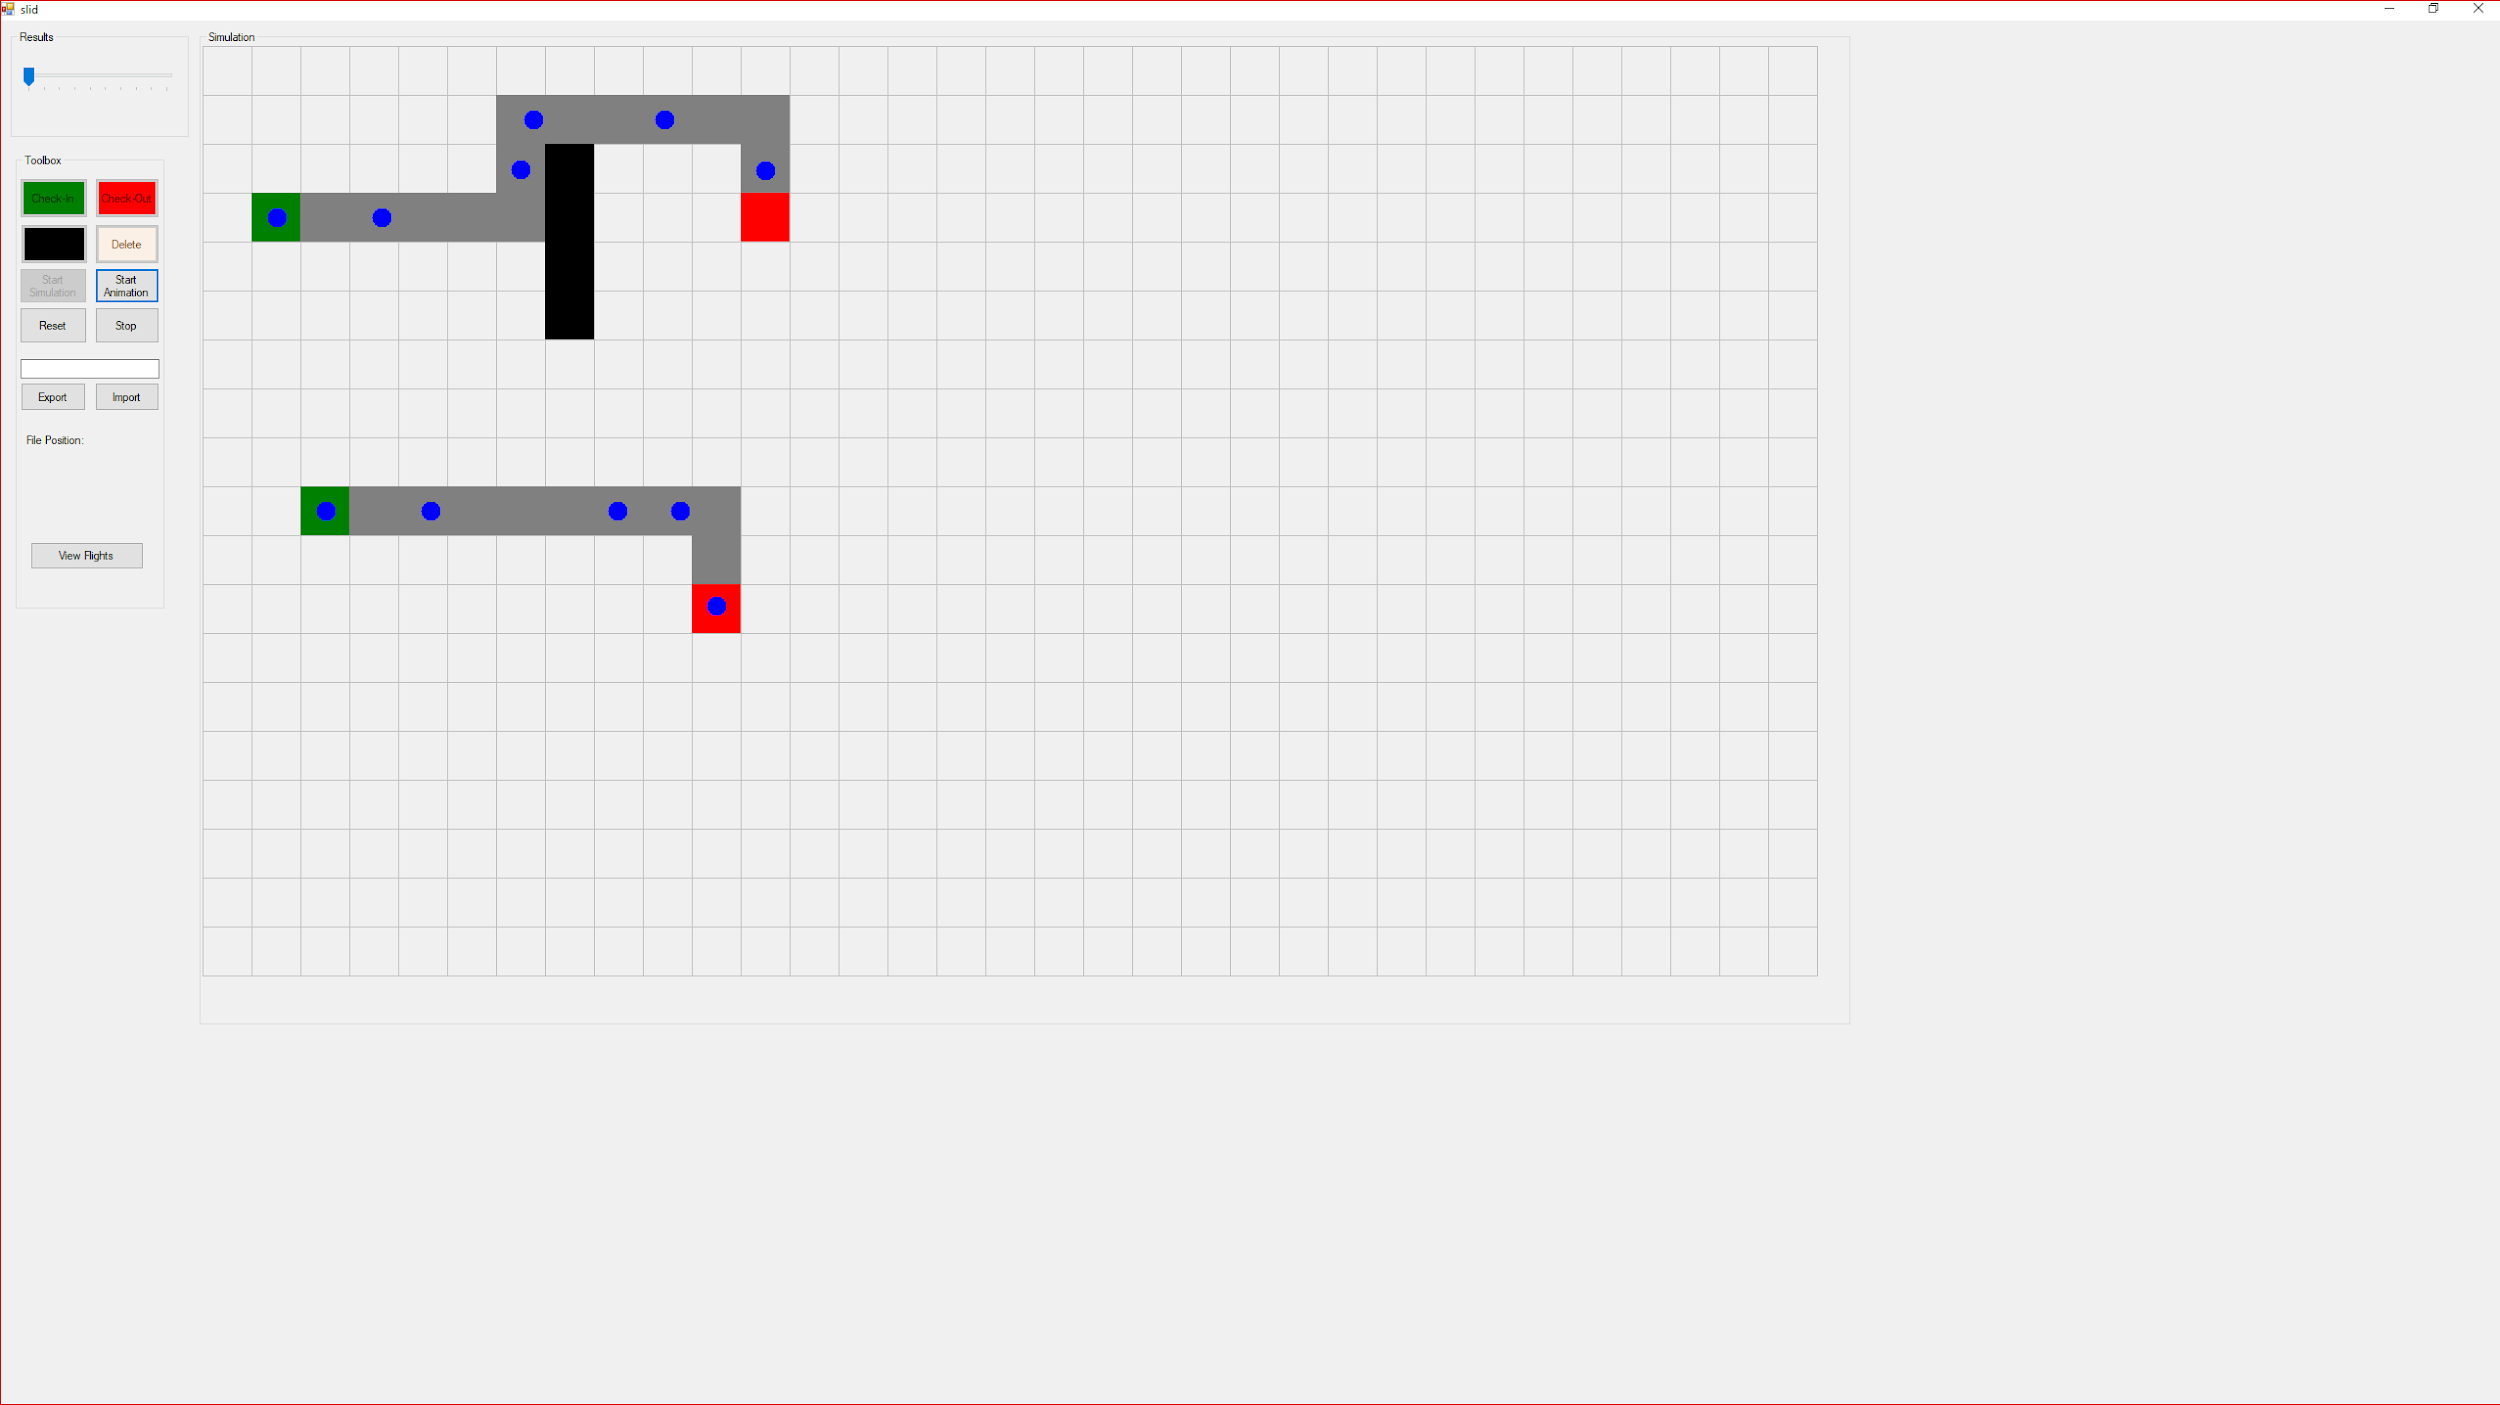 slid
Results
Simulation
Toolbox
Check-In
Check-Out
Delete
Start
Simulation
Start
Animation
Reset
Stop
Export
Import
File Position:
View Flights